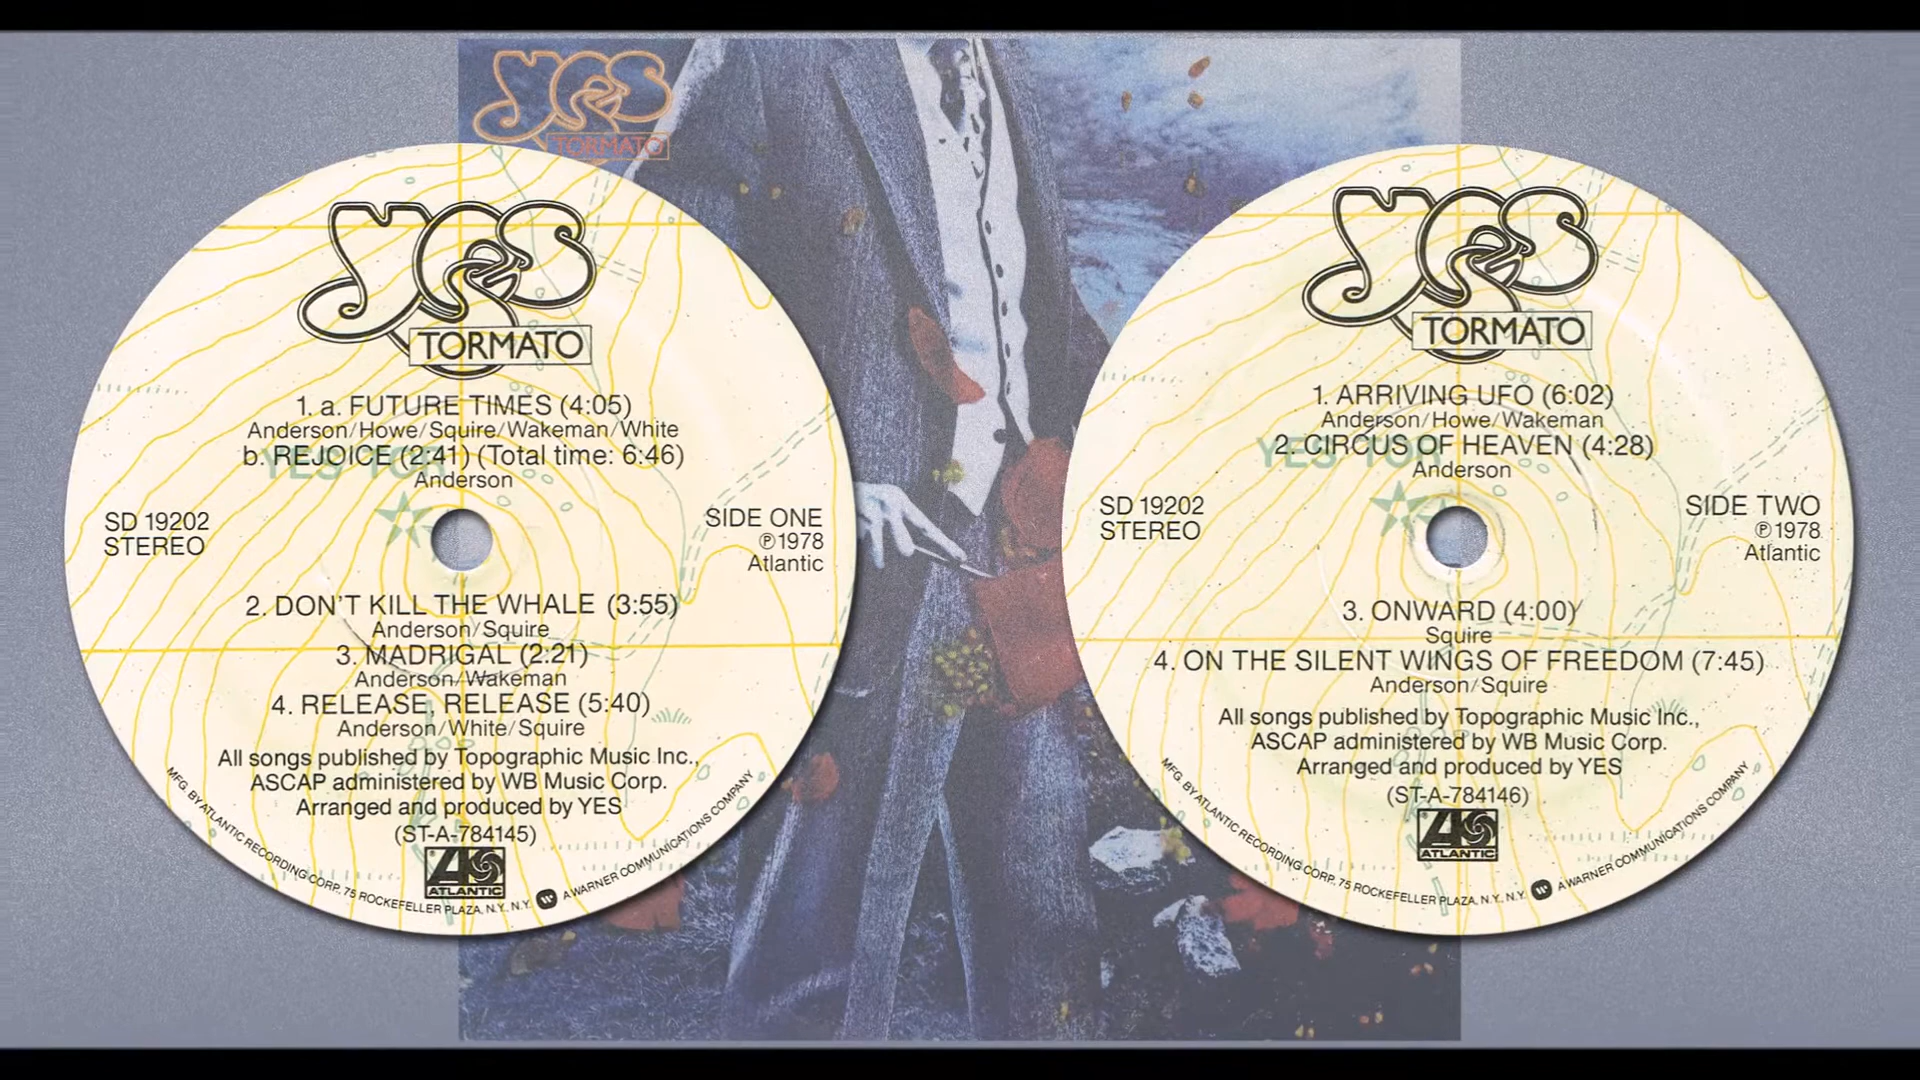 YES
TORMATO
YES
TORMATO
1. a. FUTURE TIMES (4:05)
Anderson/Howe/Squire/Wakeman/White
b. REJOICE (2:41) (Total time: 6:46)
Anderson
YES TOR
SD 19202
STEREO
SIDE ONE
℗1978
Atlantic
2. DON'T KILL THE WHALE (3:55)
Anderson/Squire
3. MADRIGAL (2:21)
Anderson/Wakeman
4. RELEASE, RELEASE (5:40)
Anderson/White/Squire
All songs published by Topographic Music Inc.,
ASCAP administered by WB Music Corp.
Arranged and produced by YES
(ST-A-784145)
ATLANTIC
MFG. BY ATLANTIC RECORDING CORP. 75 ROCKEFELLER PLAZA, N.Y., N.Y. A WARNER COMMUNICATIONS COMPANY
YES
TORMATO
1. ARRIVING UFO (6:02)
Anderson/Howe/Wakeman
2. CIRCUS OF HEAVEN (4:28)
Anderson
YES TOR
SD 19202
STEREO
SIDE TWO
℗1978
Atlantic
3. ONWARD (4:00)
Squire
4. ON THE SILENT WINGS OF FREEDOM (7:45)
Anderson/Squire
All songs published by Topographic Music Inc.,
ASCAP administered by WB Music Corp.
Arranged and produced by YES
(ST-A-784146)
ATLANTIC
MFG. BY ATLANTIC RECORDING CORP. 75 ROCKEFELLER PLAZA, N.Y., N.Y. A WARNER COMMUNICATIONS COMPANY